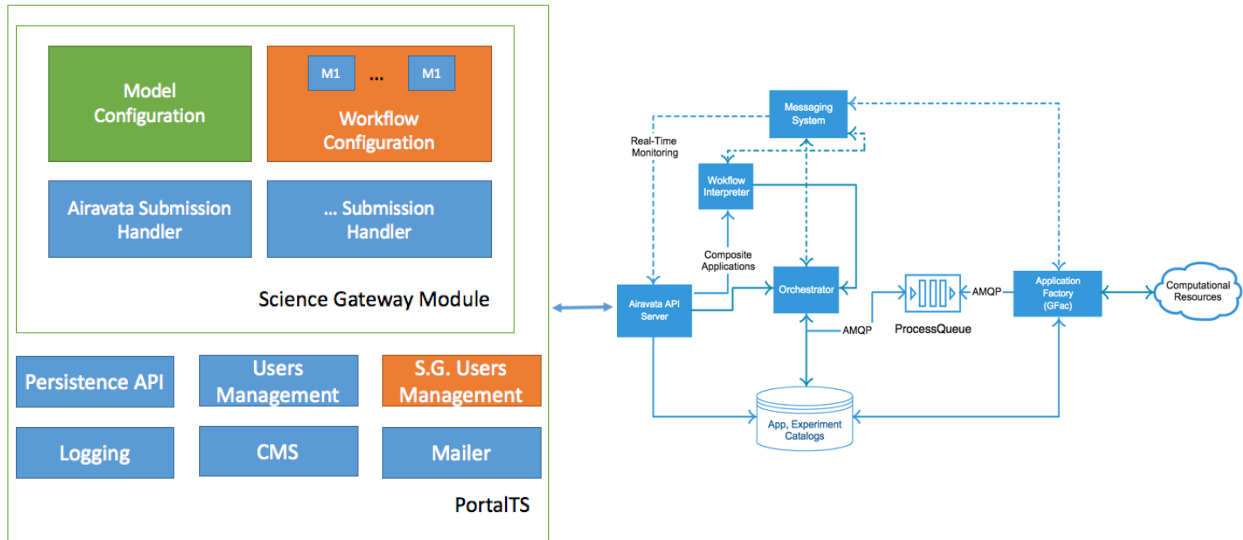 Model
Configuration
M1
...
M1
Workflow
Configuration
Airavata Submission
Handler
... Submission
Handler
Science Gateway Module
Persistence API
Users
Management
S.G. Users
Management
Logging
CMS
Mailer
PortalTS
Messaging
System
Real-Time
Monitoring
Wokflow
Interpreter
Composite
Applications
Airavata API
Server
Orchestrator
AMQP
ProcessQueue
AMQP
Application
Factory
(GFac)
Computational
Resources
App, Experiment
Catalogs